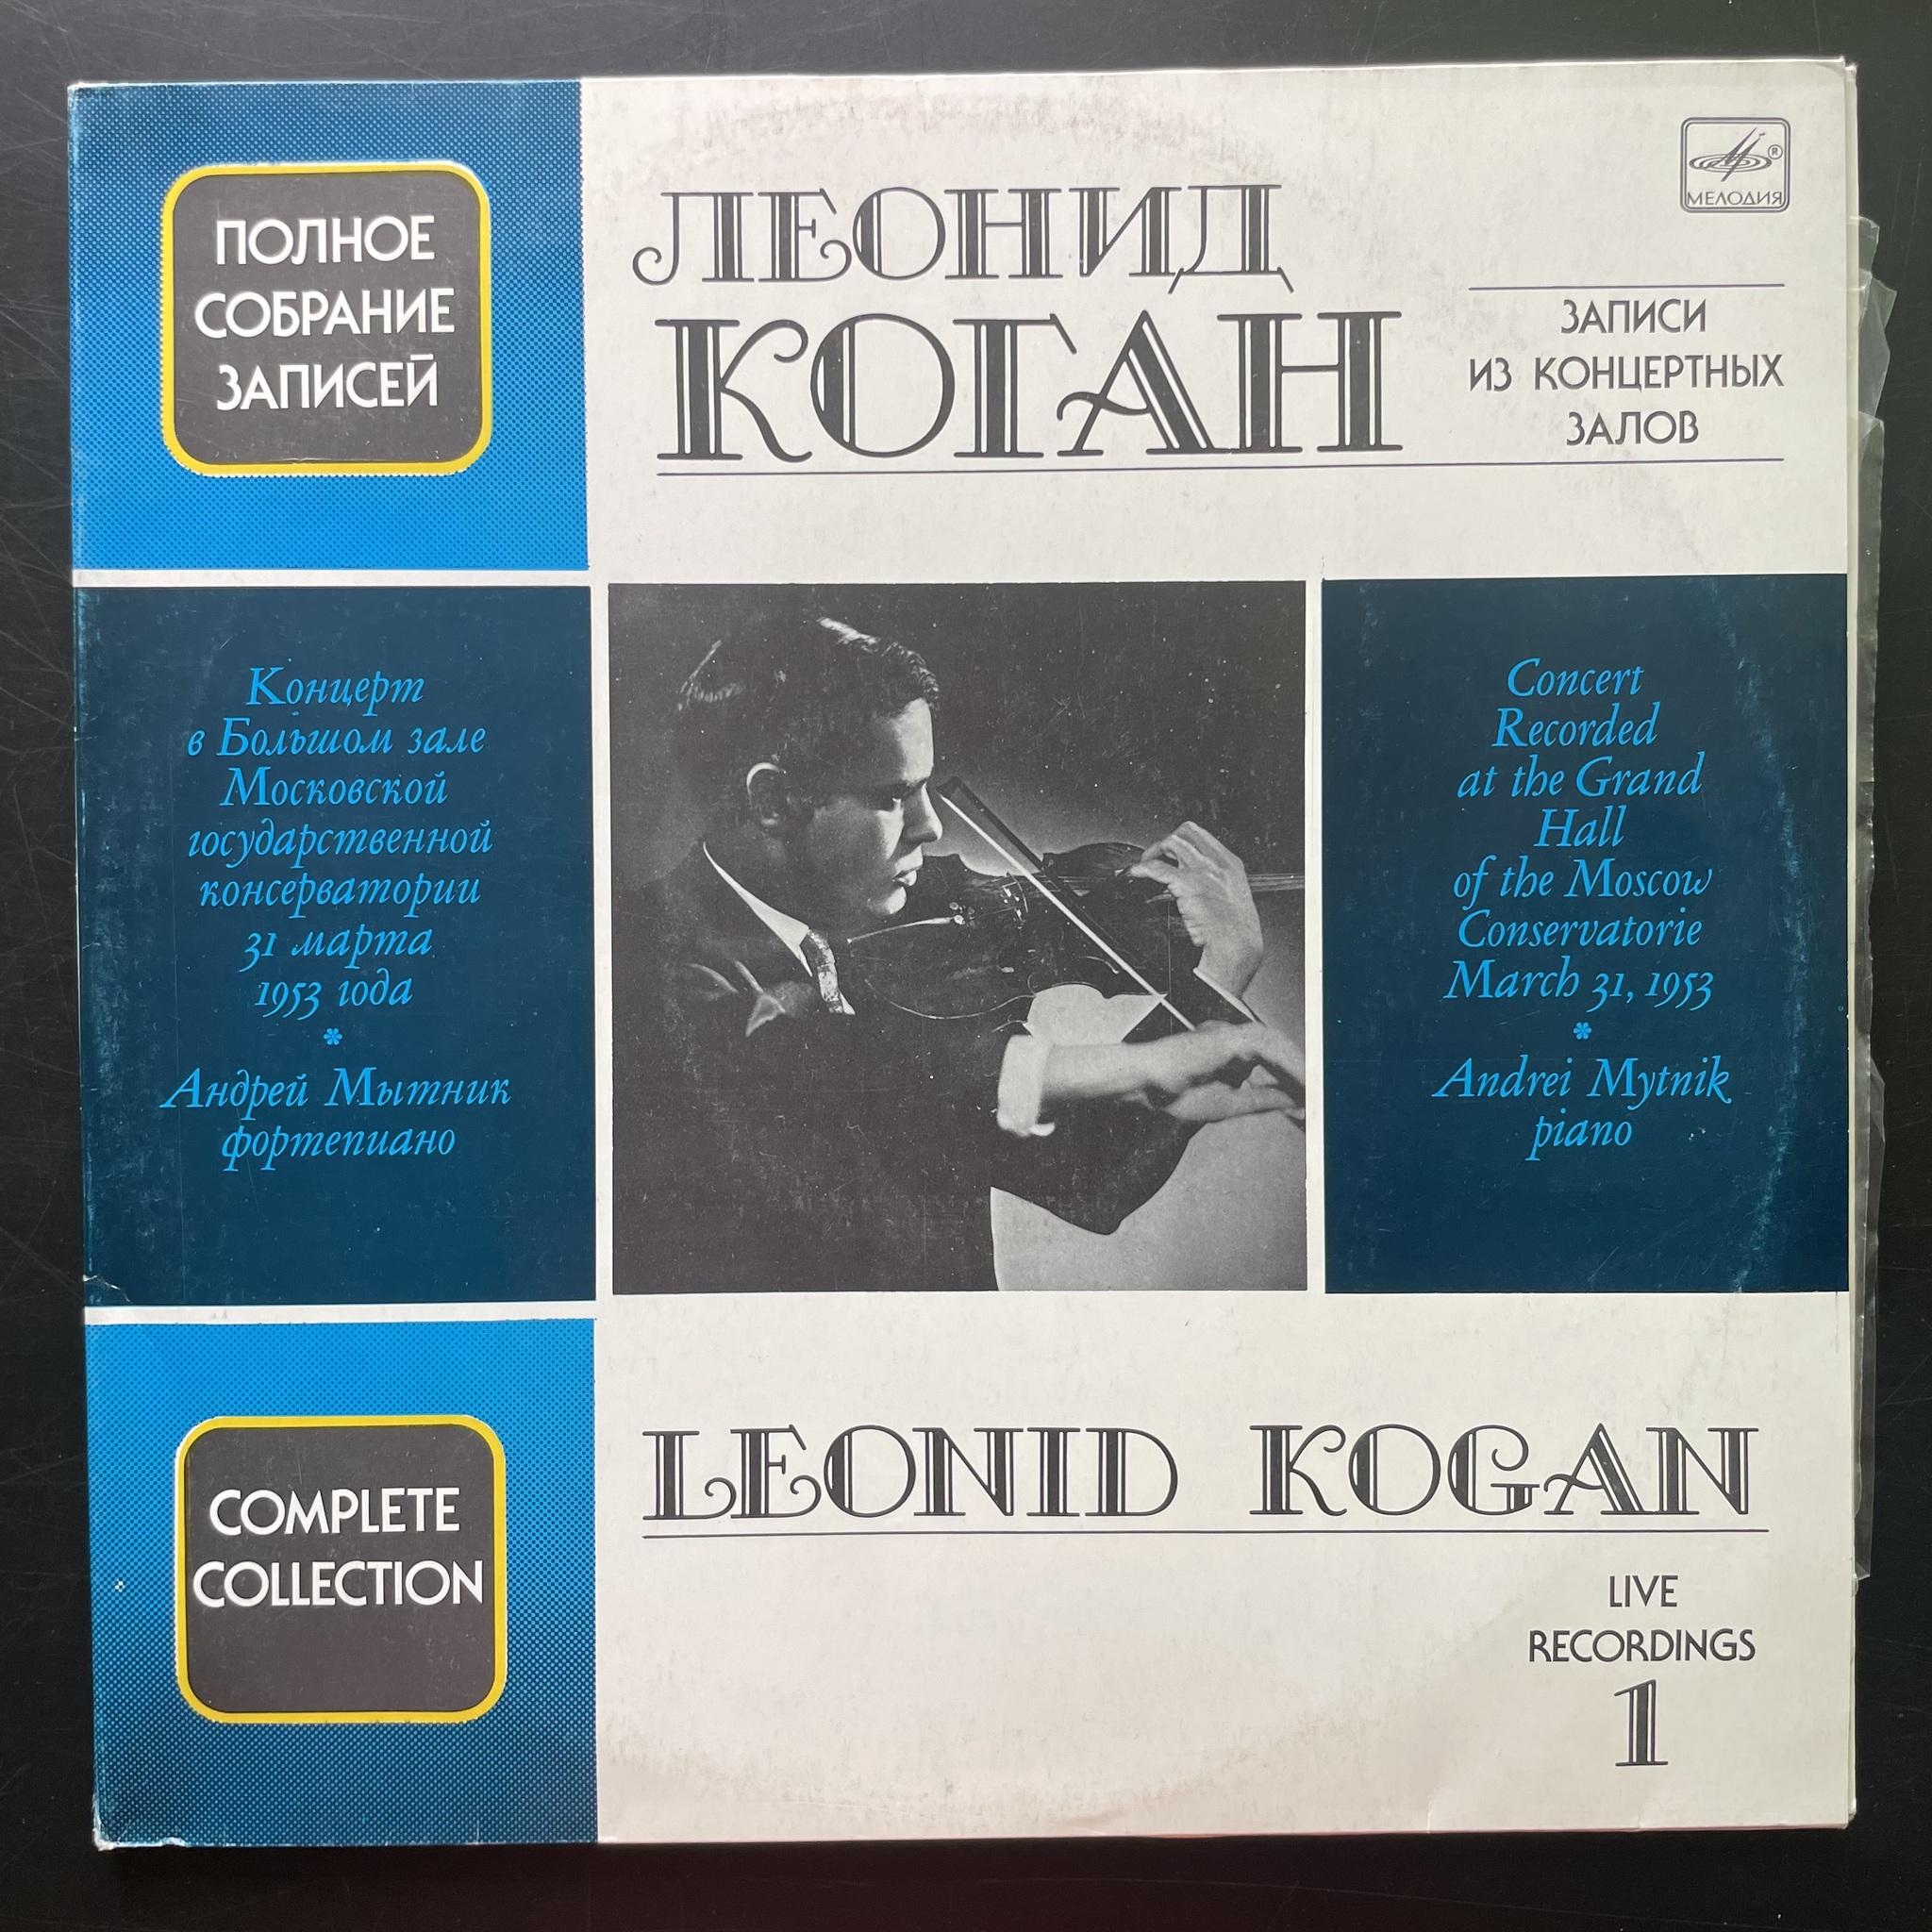 ПОЛНОЕ
СОБРАНИЕ
ЗАПИСЕЙ
ЛЕОНИД
КОГАН
МЕЛОДИЯ
®
ЗАПИСИ
ИЗ КОНЦЕРТНЫХ
ЗАЛОВ
Концерт
в Большом зале
Московской
государственной
консерватории
31 марта
1953 года
*
Андрей Мытник
фортепиано
Concert
Recorded
at the Grand
Hall
of the Moscow
Conservatorie
March 31, 1953
*
Andrei Mytnik
piano
COMPLETE
COLLECTION
LEONID KOGAN
LIVE
RECORDINGS
1